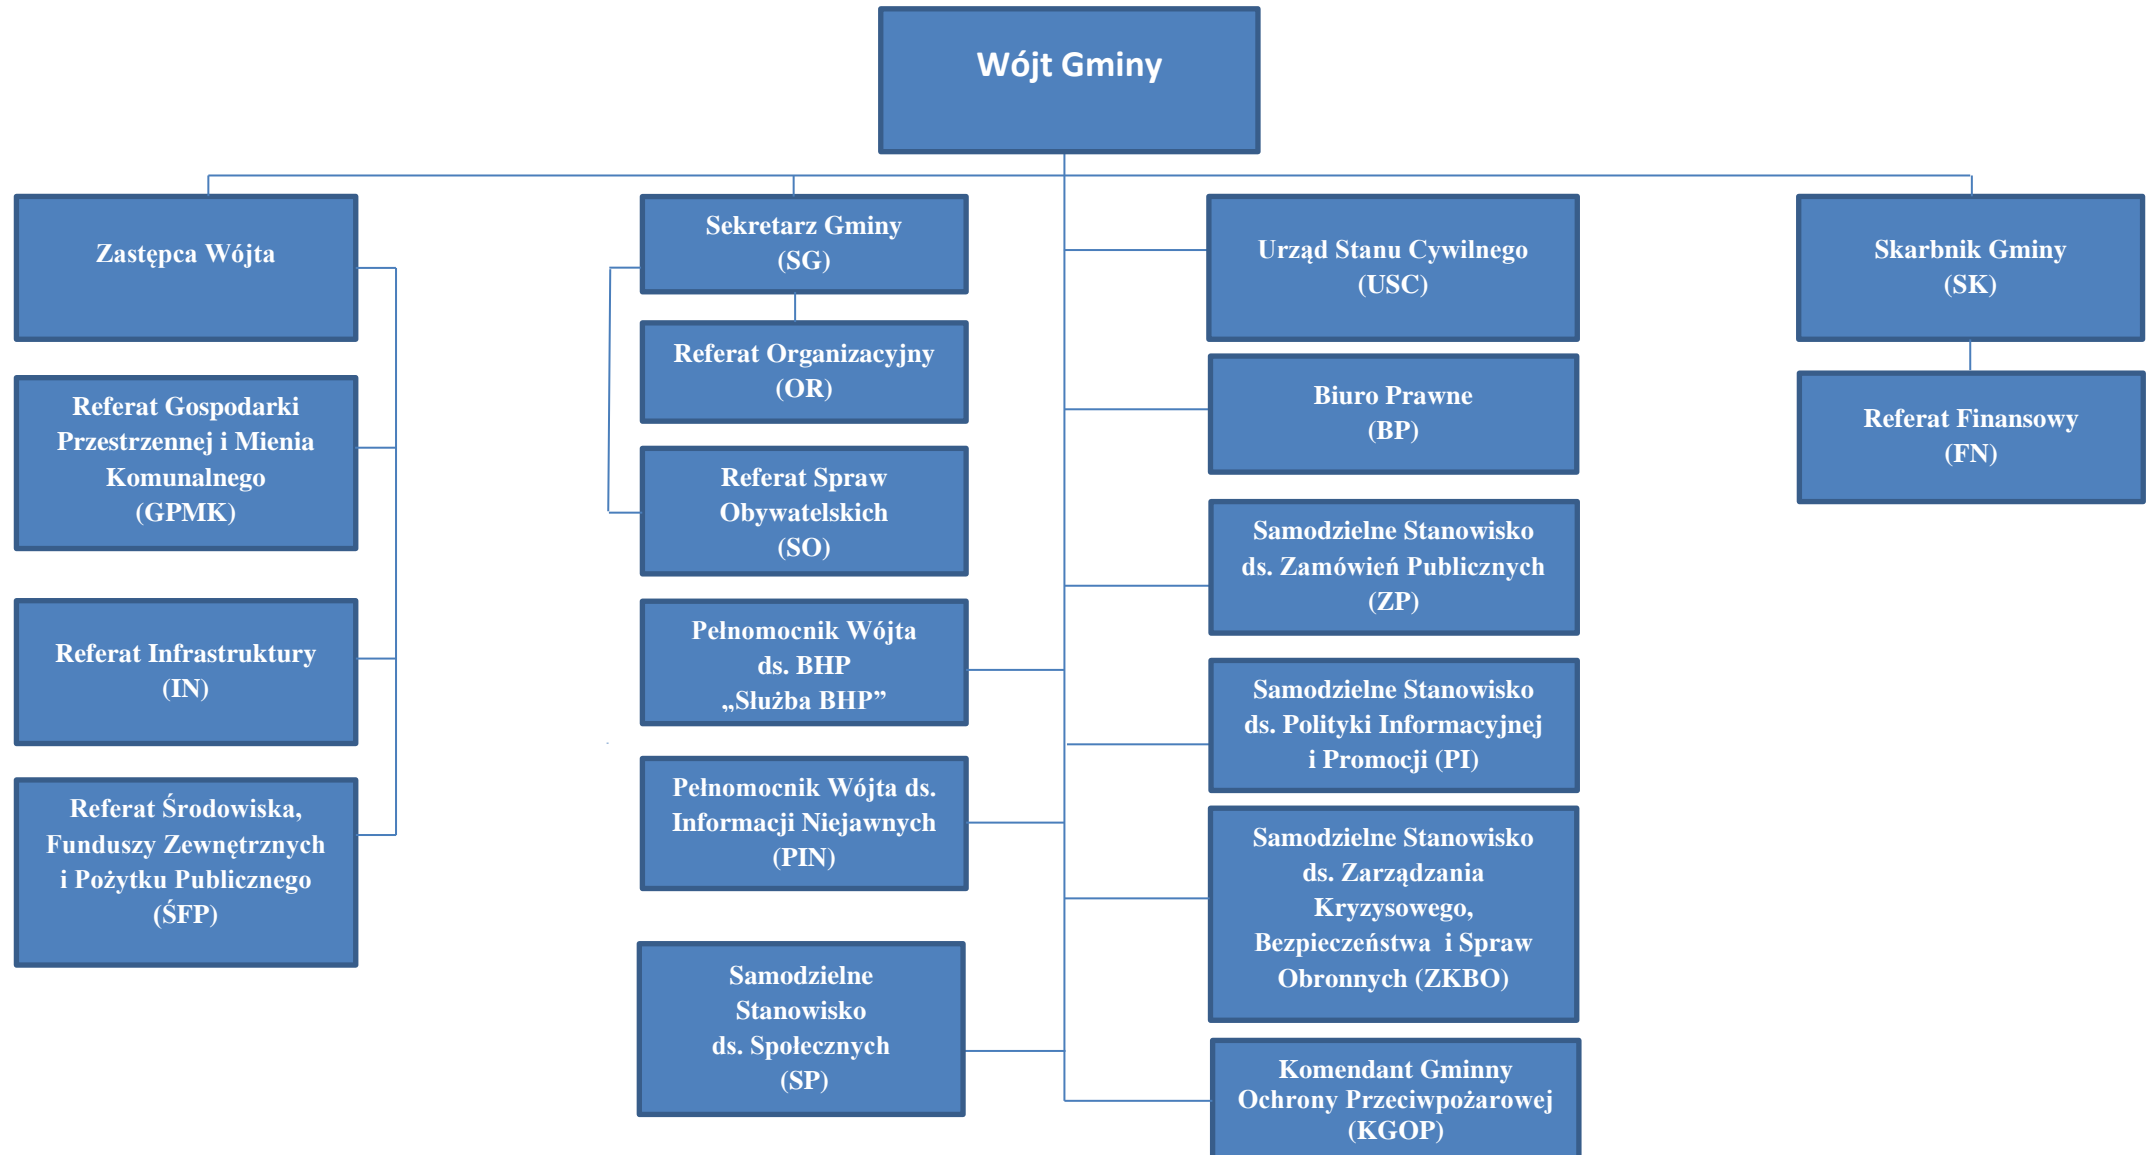 Wójt Gminy
Zastępca Wójta
Referat Gospodarki
Przestrzennej i Mienia
Komunalnego
(GPMK)
Referat Infrastruktury
(IN)
Referat Środowiska,
Funduszy Zewnętrznych
i Pożytku Publicznego
(ŚFP)
Sekretarz Gminy
(SG)
Referat Organizacyjny
(OR)
Referat Spraw
Obywatelskich
(SO)
Pełnomocnik Wójta
ds. BHP
„Służba BHP”
Pełnomocnik Wójta ds.
Informacji Niejawnych
(PIN)
Samodzielne
Stanowisko
ds. Społecznych
(SP)
Urząd Stanu Cywilnego
(USC)
Biuro Prawne
(BP)
Samodzielne Stanowisko
ds. Zamówień Publicznych
(ZP)
Samodzielne Stanowisko
ds. Polityki Informacyjnej
i Promocji (PI)
Samodzielne Stanowisko
ds. Zarządzania
Kryzysowego,
Bezpieczeństwa i Spraw
Obronnych (ZKBO)
Komendant Gminny
Ochrony Przeciwpożarowej
(KGOP)
Skarbnik Gminy
(SK)
Referat Finansowy
(FN)